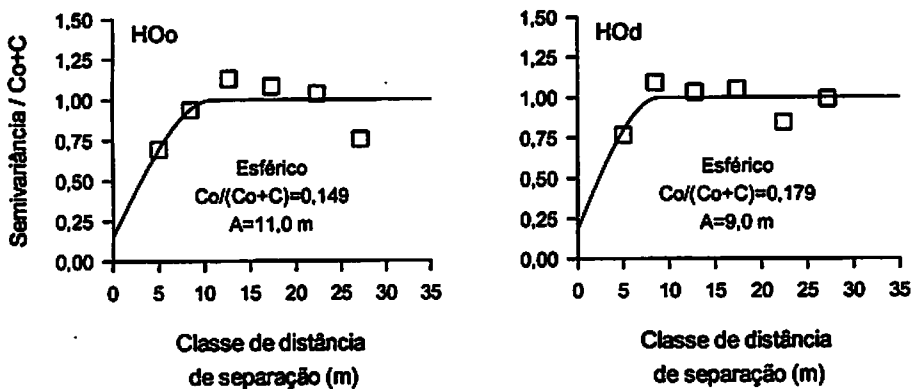 Semivariância / Co+C
1,50
1,25
1,00
0,75
0,50
0,25
0,00
HOo
Esférico
Co/(Co+C)=0,149
A=11,0 m
0 5 10 15 20 25 30 35
Classe de distância
de separação (m)
1,50
1,25
1,00
0,75
0,50
0,25
0,00
HOd
Esférico
Co/(Co+C)=0,179
A=9,0 m
0 5 10 15 20 25 30 35
Classe de distância
de separação (m)